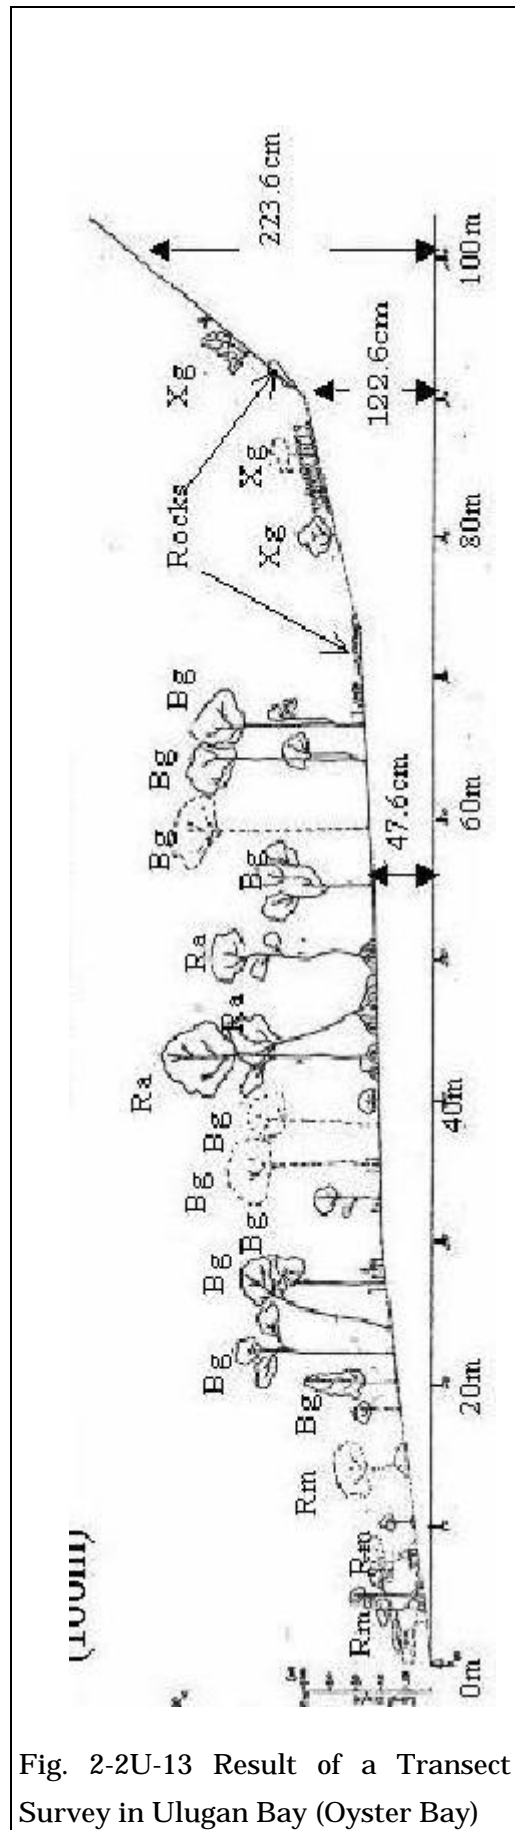 (100m)
223.6cm
122.6cm
47.6cm
Xg
Xg
Xg
Rocks
Bg
Bg
Bg
Bg
Ra
Ra
Ra
Bg
Bg
Bg
Bg
Bg
Bg
Rm
Rm
Rm
0m
20m
40m
60m
80m
100m
Fig. 2-2U-13 Result of a Transect
Survey in Ulugan Bay (Oyster Bay)